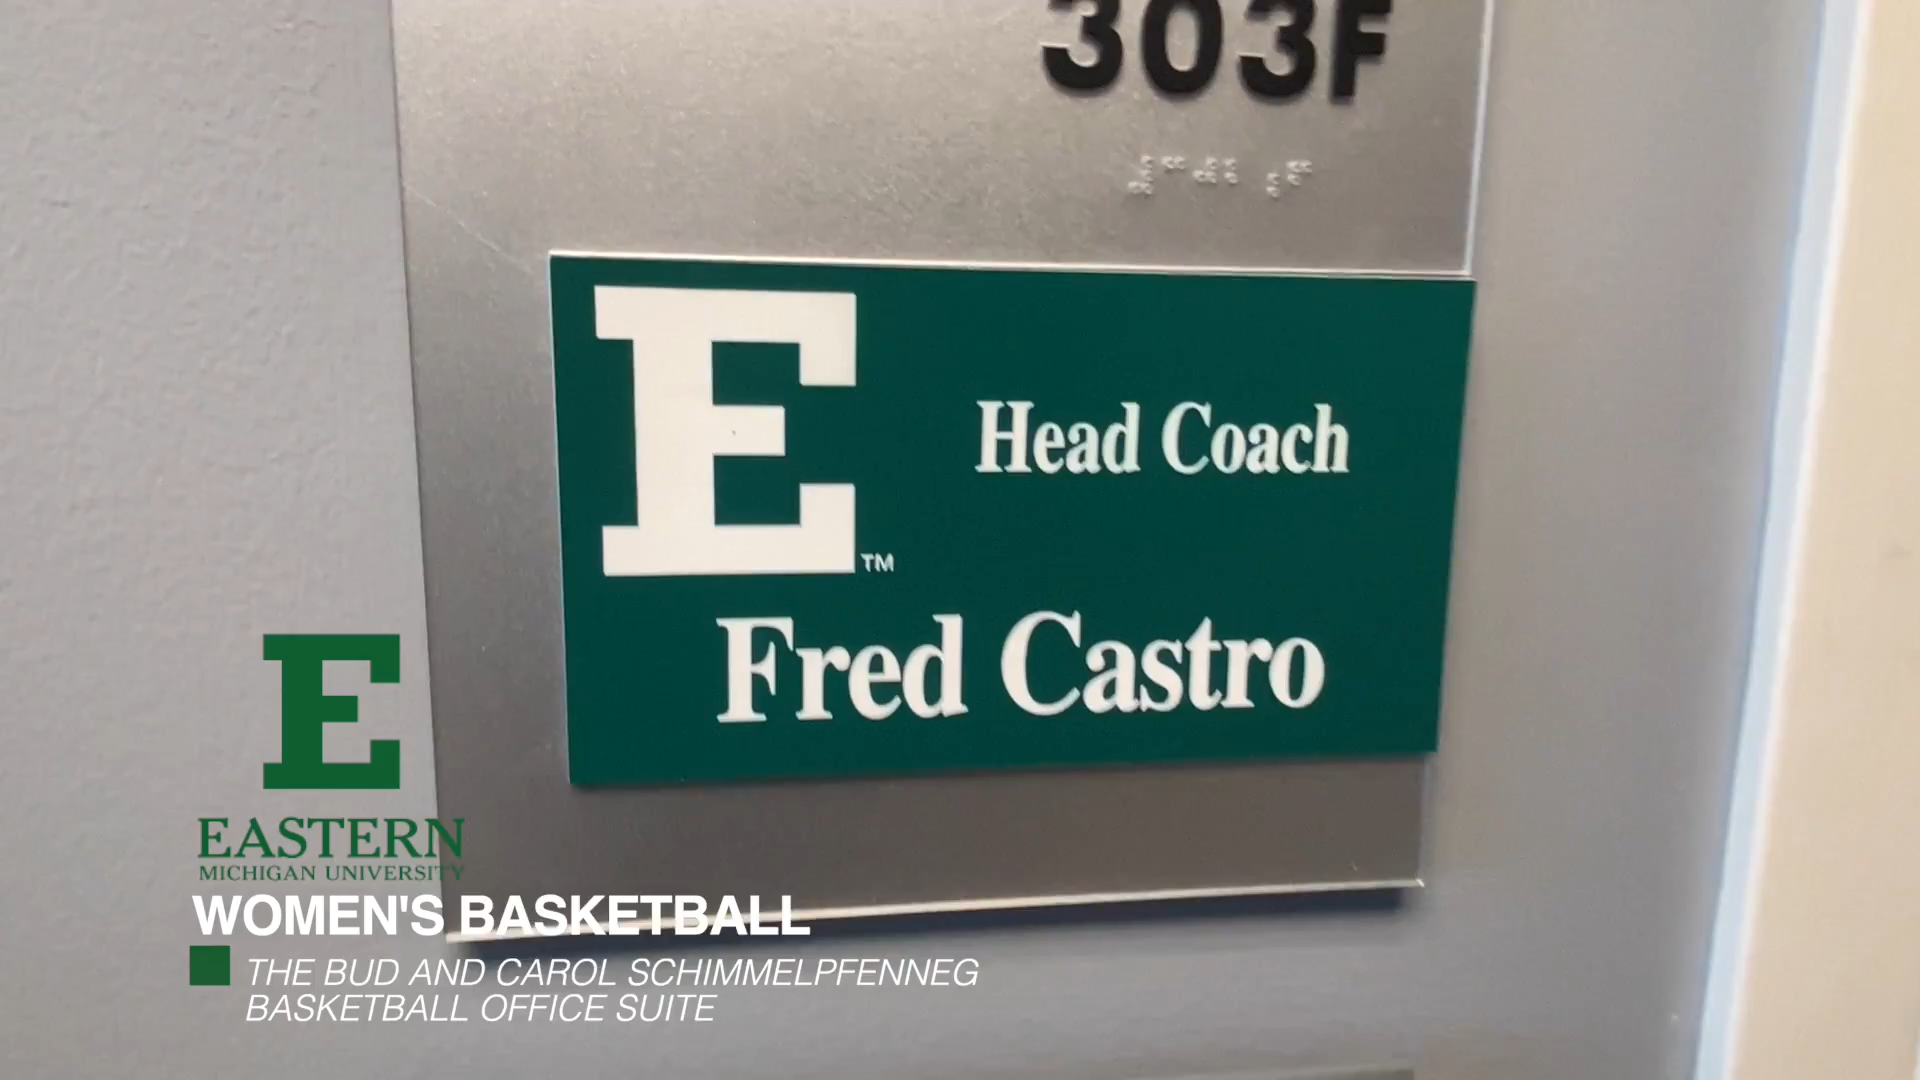 303F
E
TM
Head Coach
Fred Castro
E
EASTERN
MICHIGAN UNIVERSITY
WOMEN'S BASKETBALL
THE BUD AND CAROL SCHIMMELPFENNEG
BASKETBALL OFFICE SUITE